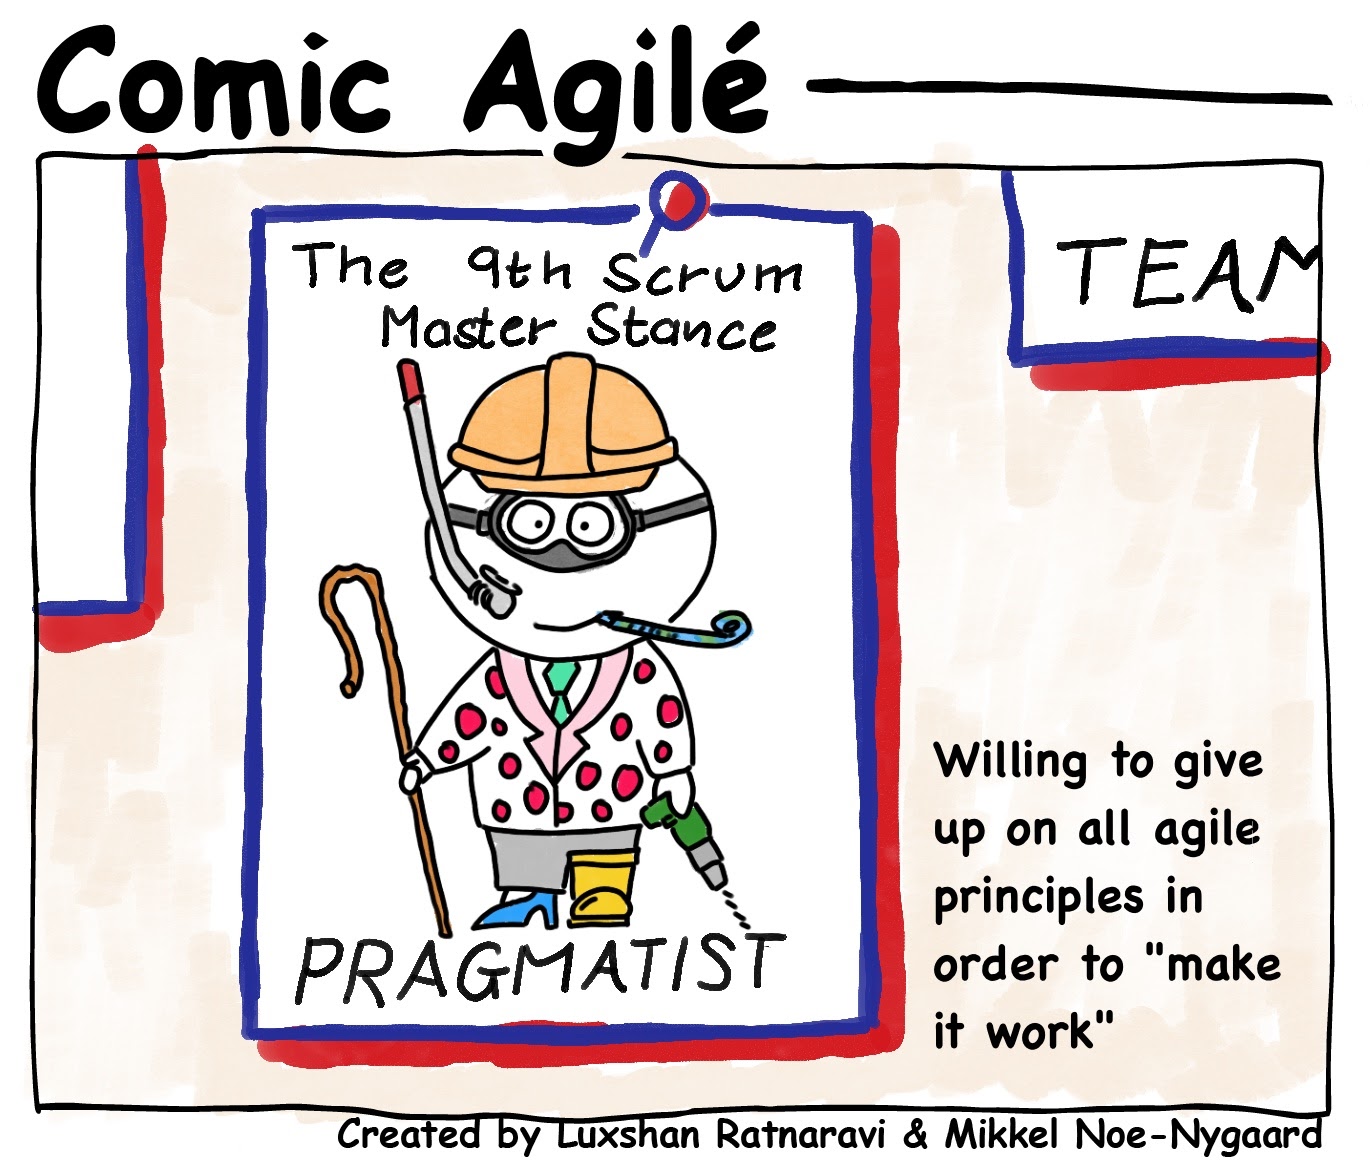 Comic Agilé
The 9th Scrum
Master Stance
TEAM
PRAGMATIST
Willing to give
up on all agile
principles in
order to "make
it work"
Created by Luxshan Ratnaravi & Mikkel Noe-Nygaard